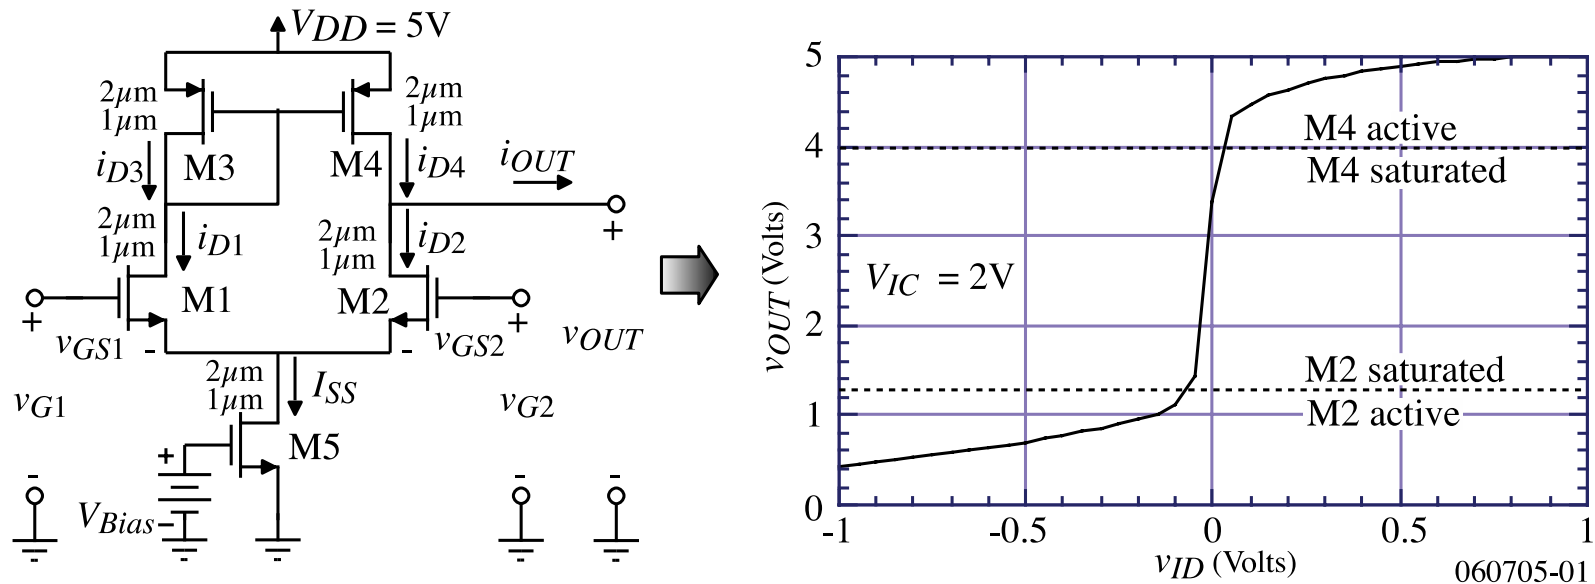 VDD = 5V
2µm
1µm
2µm
1µm
M3
M4
iD3
iD4
iOUT
2µm
1µm
iD1
2µm
1µm
iD2
+
M1
M2
+
vGS1
-
-
vGS2
+
vOUT
2µm
1µm
ISS
vG1
vG2
M5
+
VBias
-
-
-
-
5
4
3
2
1
0
vOUT (Volts)
M4 active
M4 saturated
VIC = 2V
M2 saturated
M2 active
-1
-0.5
0
0.5
1
vID (Volts)
060705-01